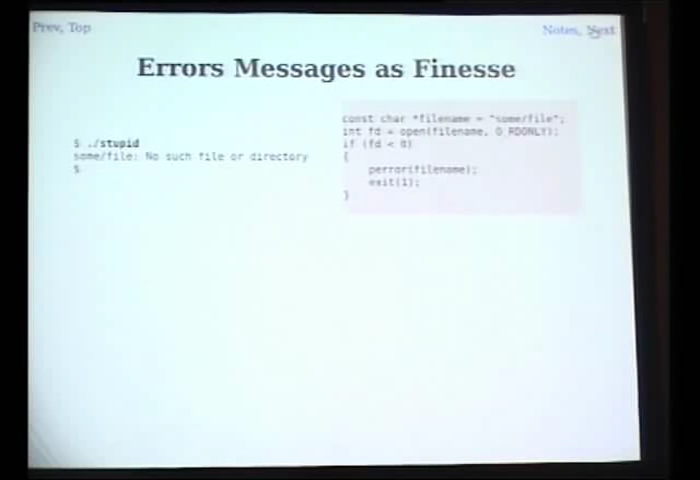 Prev, Top
Notes, Next
Errors Messages as Finesse
$ ./stupid
some/file: No such file or directory
$
const char *filename = "some/file";
int fd = open(filename, O_RDONLY);
if (fd < 0)
{
perror(filename);
exit(1);
}